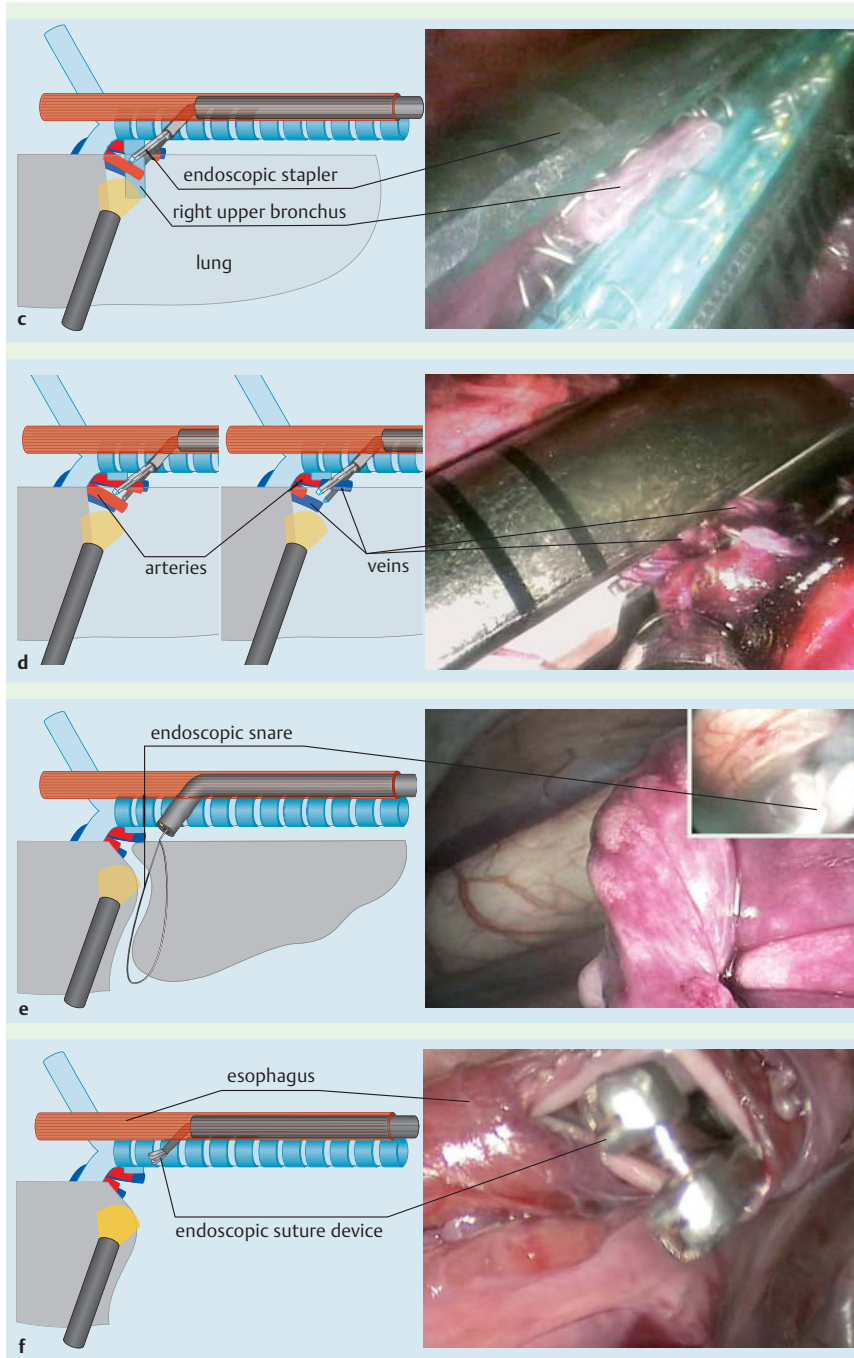 endoscopic stapler
right upper bronchus
lung
c
arteries
veins
d
endoscopic snare
e
esophagus
endoscopic suture device
f